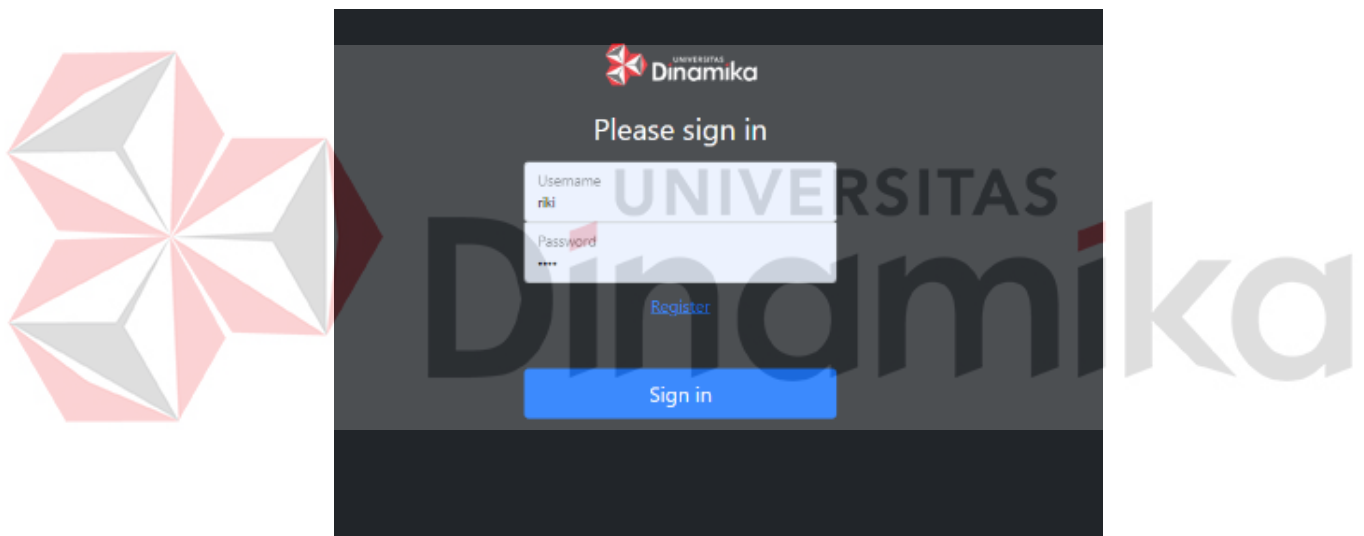 UNIVERSITAS
Dinamika
Please sign in
Username
riki
Password
••••
Register
Sign in
UNIVERSITAS
Dinamika